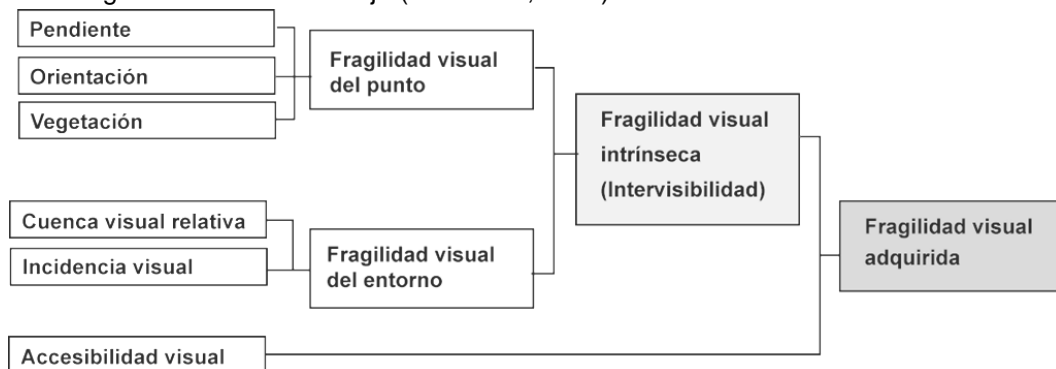 Pendiente
Orientación
Vegetación
Fragilidad visual
del punto
Cuenca visual relativa
Incidencia visual
Fragilidad visual
del entorno
Accesibilidad visual
Fragilidad visual
intrínseca
(Intervisibilidad)
Fragilidad visual
adquirida